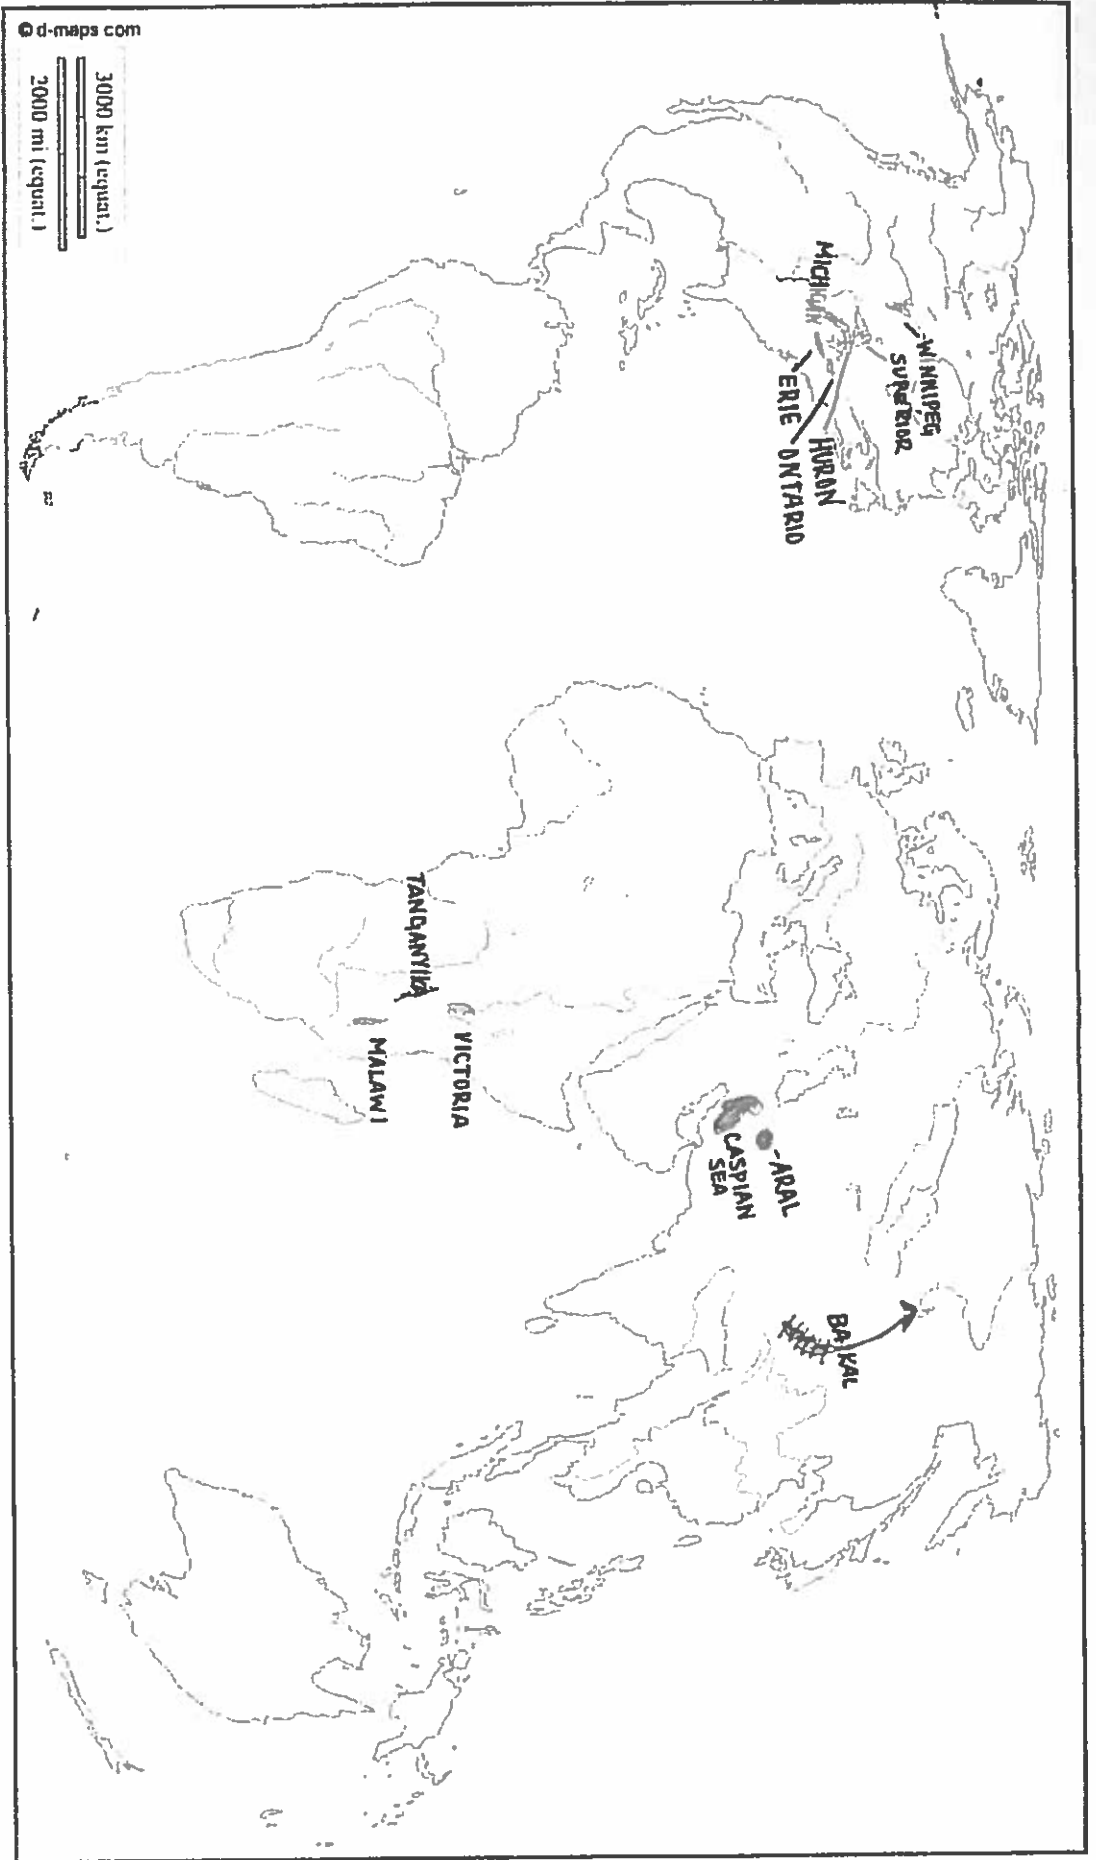 © d-maps com
3000 km (equat.)
2000 mi (equat.)
WINNIPEG
SUPERIOR
MICHIGAN
HURON
ONTARIO
ERIE
ARAL
CASPIAN
SEA
BAIKAL
VICTORIA
TANGANYIKA
MALAWI